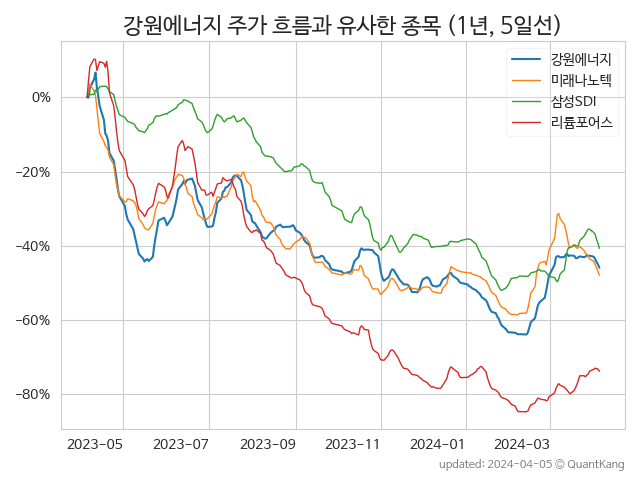 강원에너지 주가 흐름과 유사한 종목 (1년, 5일선)
강원에너지
미래나노텍
삼성SDI
리튬포어스
0%
−20%
−40%
−60%
−80%
2023-05
2023-07
2023-09
2023-11
2024-01
2024-03
updated: 2024-04-05 © QuantKang